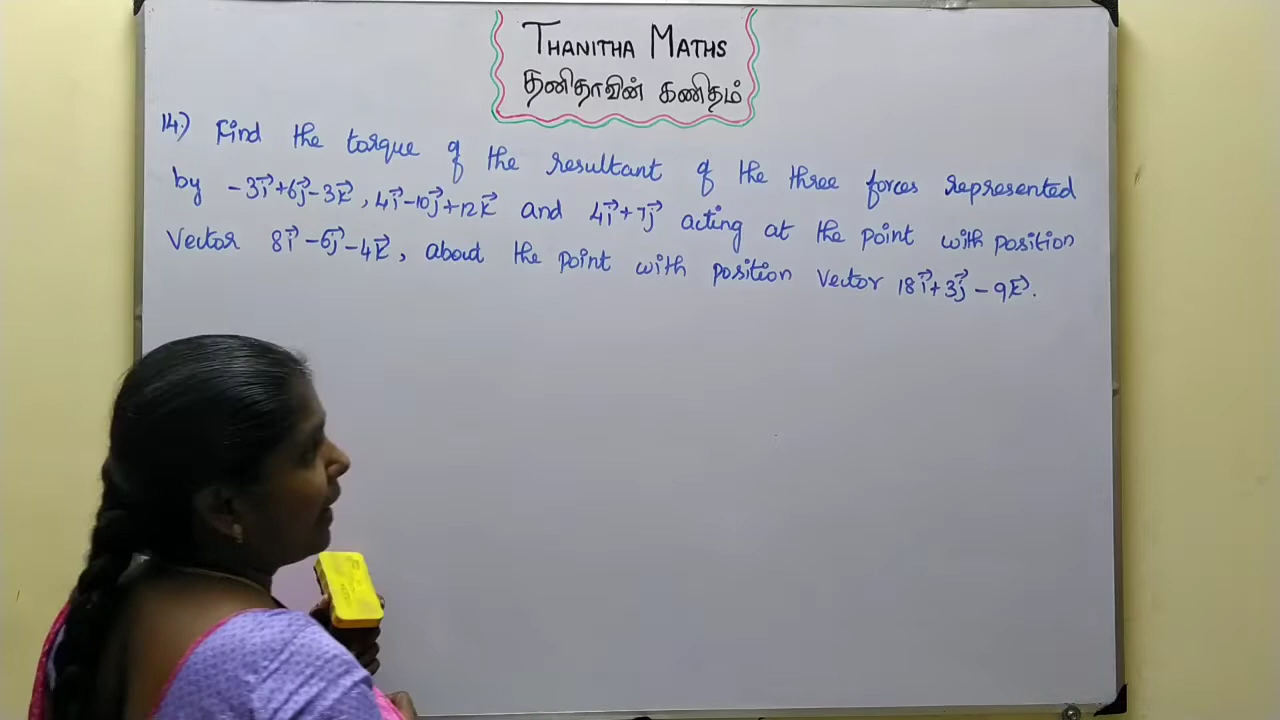 THANITHA MATHS
தனிதாவின் கணிதம்
14) Find the torque of the resultant of the three forces represented
by -3i⃗+6j⃗-3k⃗, 4i⃗-10j⃗+12k⃗ and 4i⃗+7j⃗ acting at the point with position
Vector 8i⃗-6j⃗-4k⃗, about the point with position Vector 18i⃗+3j⃗-9k⃗.